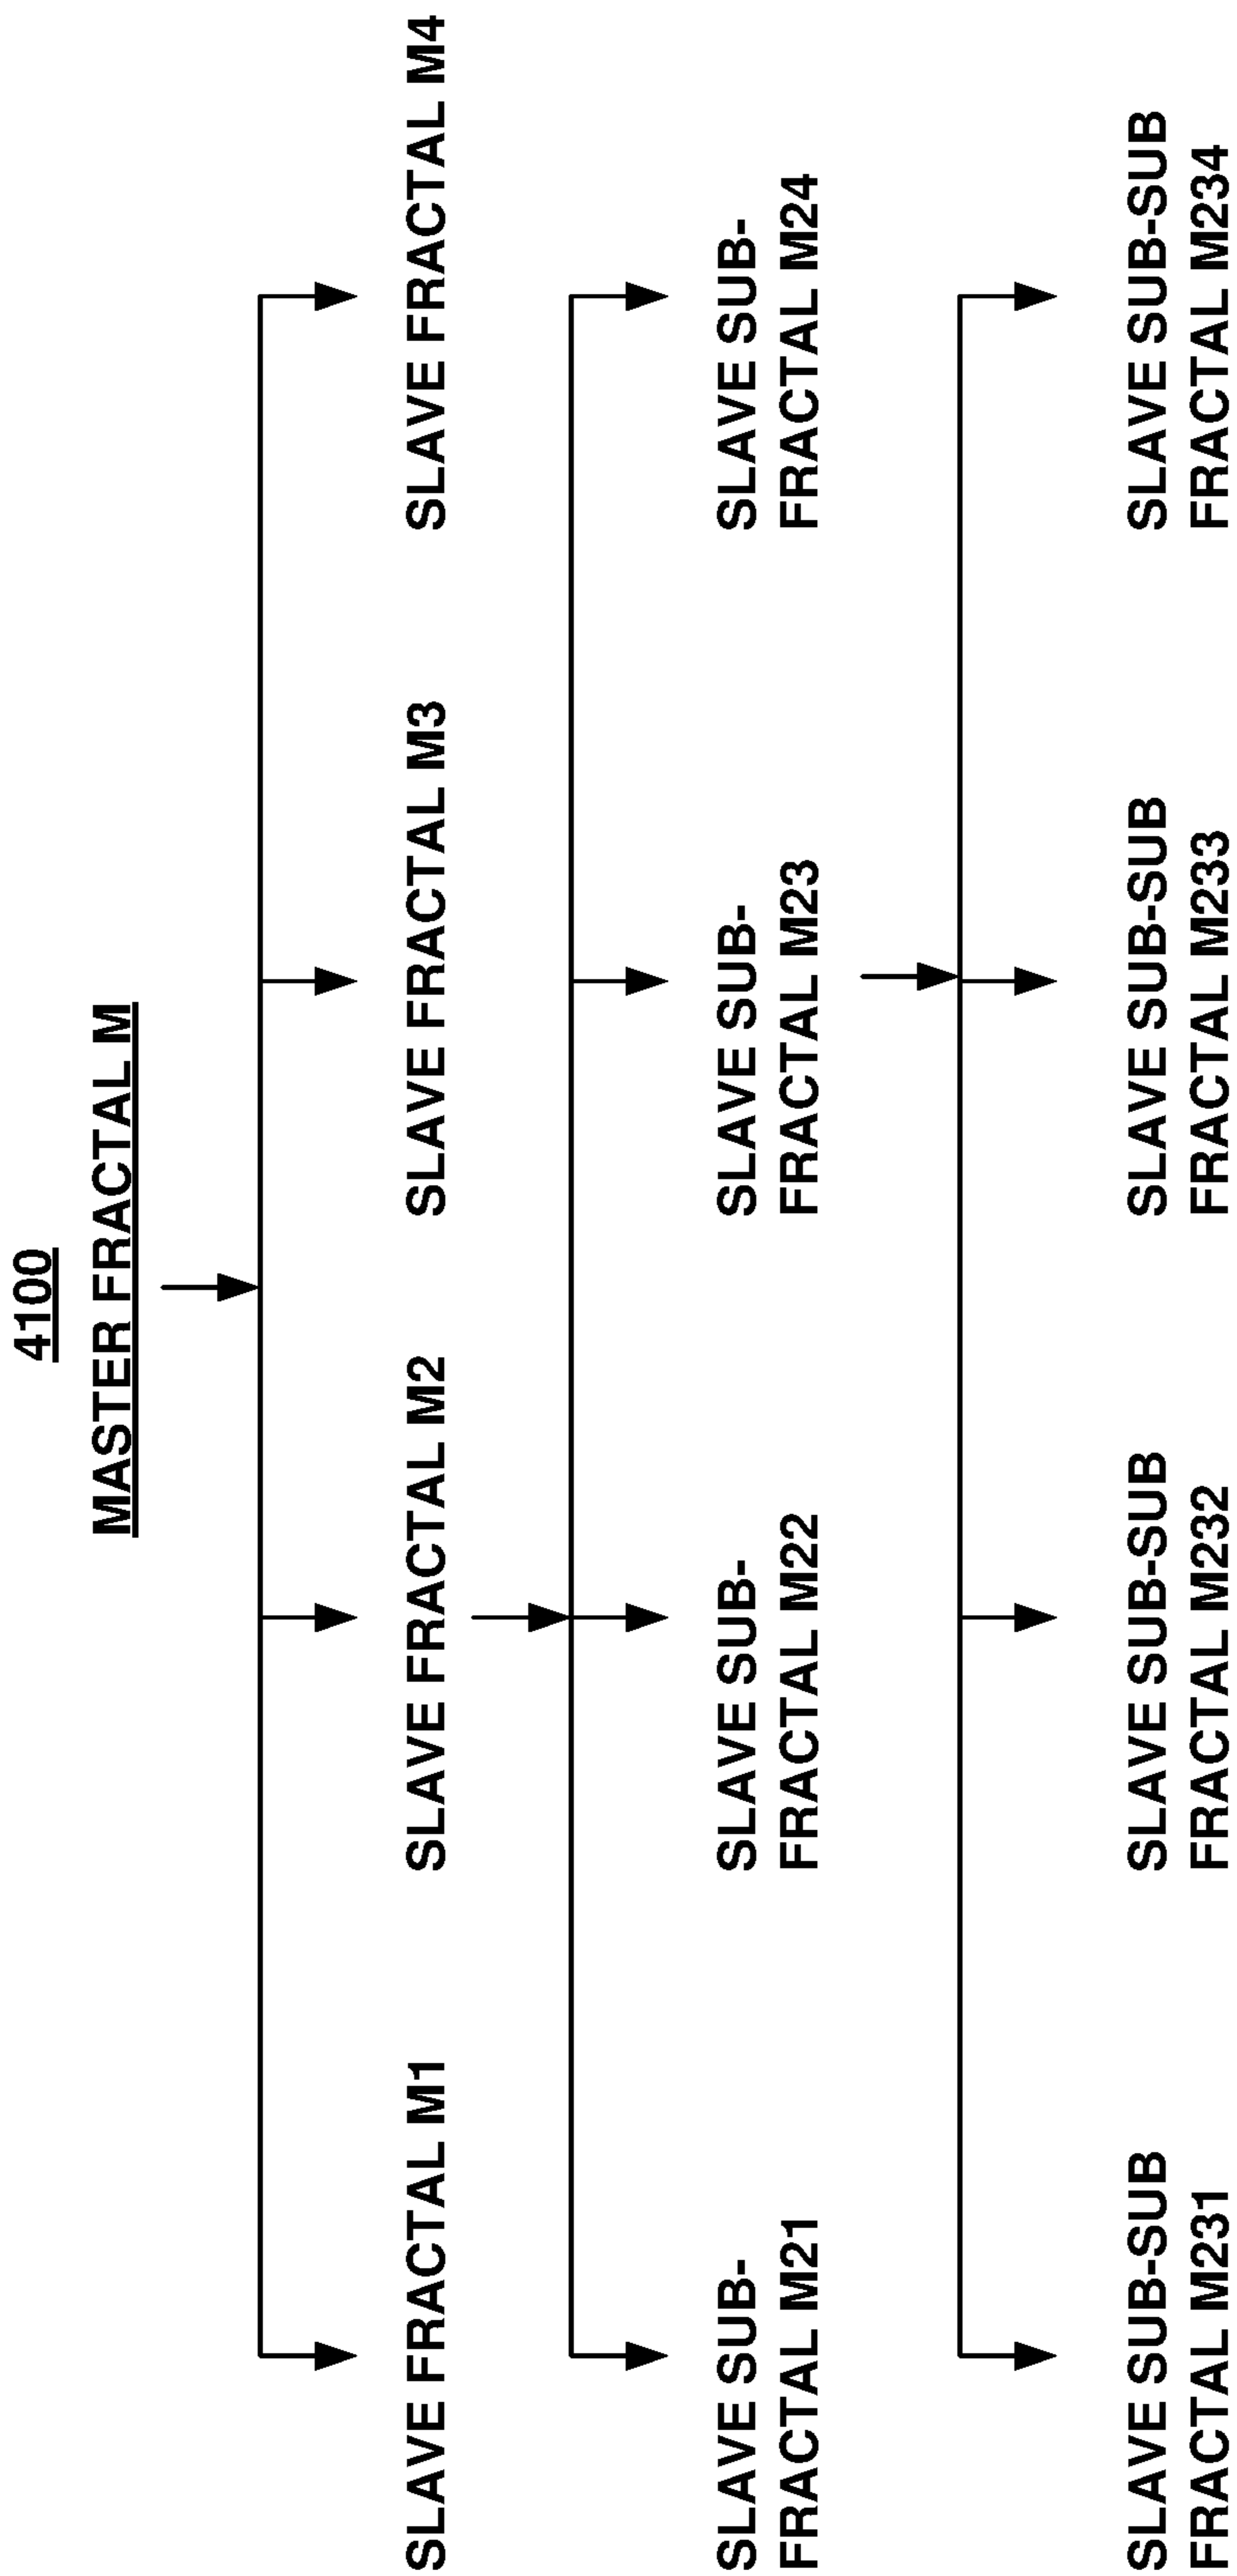 4100
MASTER FRACTAL M
SLAVE FRACTAL M1
SLAVE FRACTAL M2
SLAVE FRACTAL M3
SLAVE FRACTAL M4
SLAVE SUB-
FRACTAL M21
SLAVE SUB-
FRACTAL M22
SLAVE SUB-
FRACTAL M23
SLAVE SUB-
FRACTAL M24
SLAVE SUB-SUB
FRACTAL M231
SLAVE SUB-SUB
FRACTAL M232
SLAVE SUB-SUB
FRACTAL M233
SLAVE SUB-SUB
FRACTAL M234